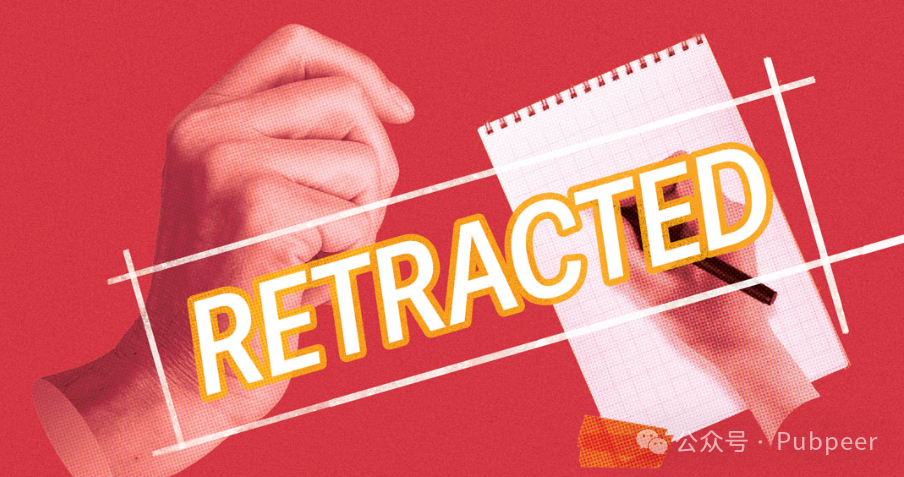 RETRACTED
公众号 · Pubpeer